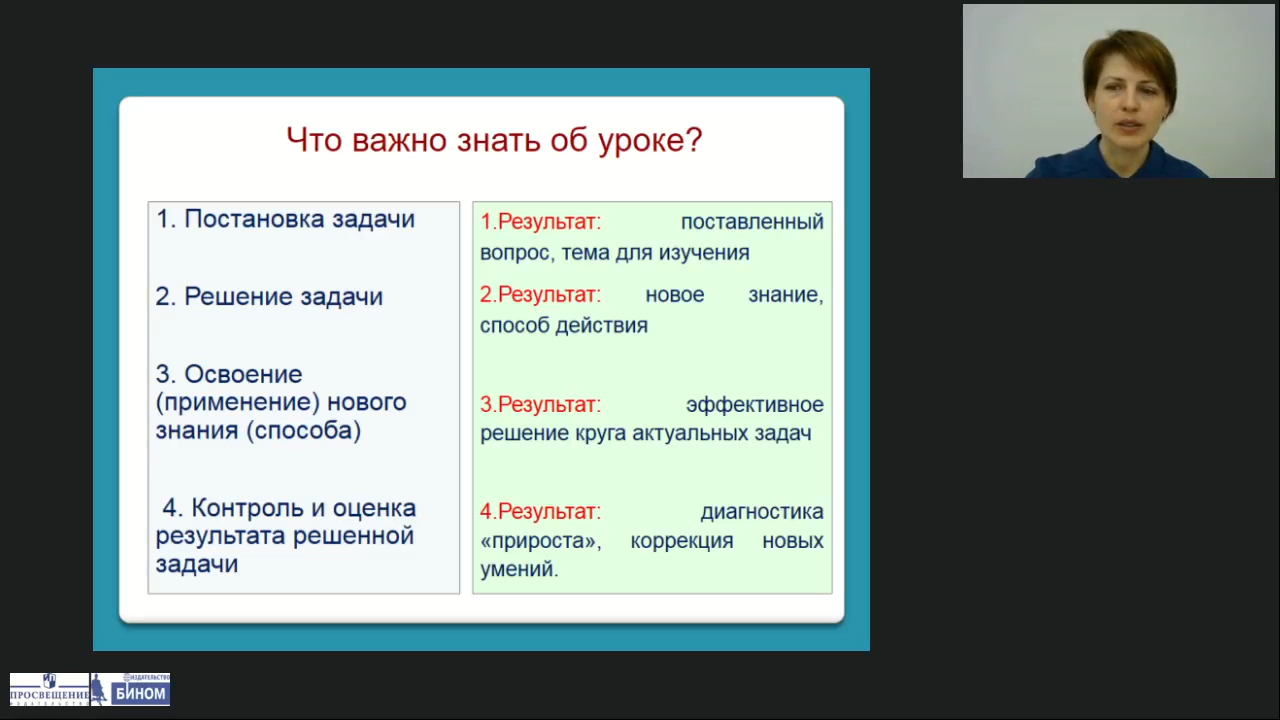 Что важно знать об уроке?
1. Постановка задачи
2. Решение задачи
3. Освоение
(применение) нового
знания (способа)
4. Контроль и оценка
результата решенной
задачи
1.Результат: поставленный
вопрос, тема для изучения
2.Результат: новое знание,
способ действия
3.Результат: эффективное
решение круга актуальных задач
4.Результат: диагностика
«прироста», коррекция новых
умений.
ПРОСВЕЩЕНИЕ
ИЗДАТЕЛЬСТВО
ИЗДАТЕЛЬСТВО
БИНОМ